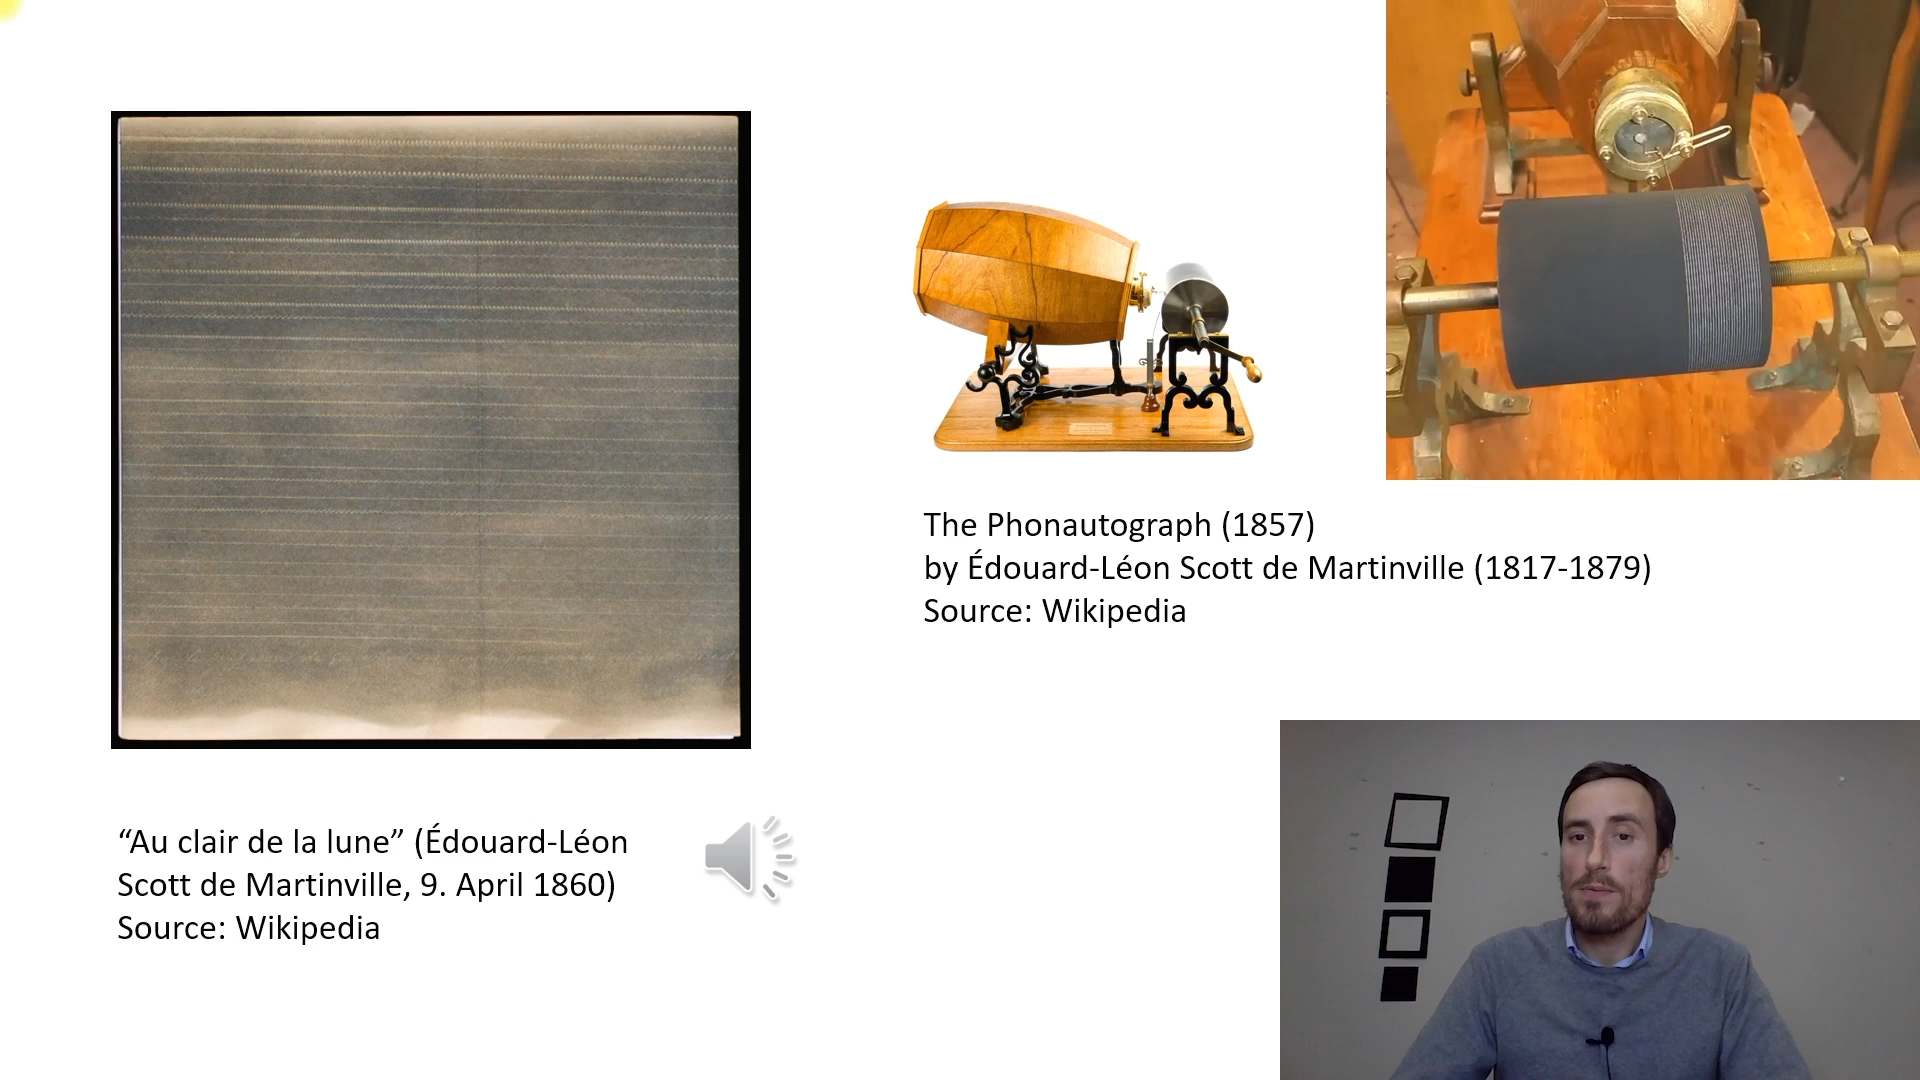 The Phonautograph (1857)
by Édouard-Léon Scott de Martinville (1817-1879)
Source: Wikipedia
“Au clair de la lune” (Édouard-Léon
Scott de Martinville, 9. April 1860)
Source: Wikipedia